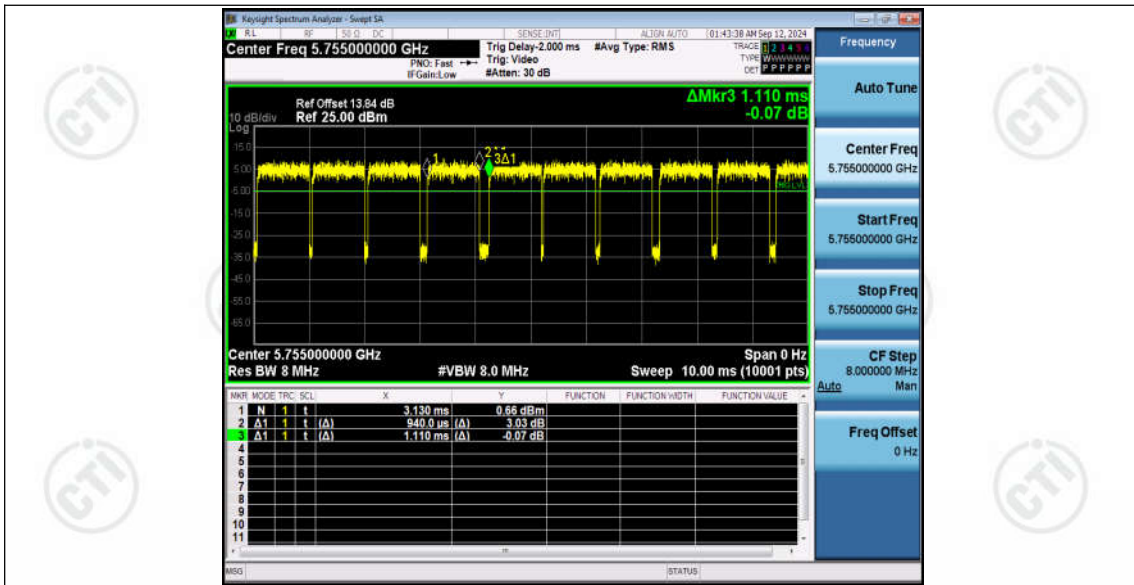 Keysight Spectrum Analyzer - Swept SA
RL RF 50 Ω DC SENSE:INT ALIGN AUTO 01:43:38 AM Sep 12, 2024
Center Freq 5.755000000 GHz Trig Delay-2.000 ms #Avg Type: RMS TRACE 1 2 3 4 5 6
PNO: Fast Trig: Video TYPE WWWWWW
IFGain:Low #Atten: 30 dB DET P P P P P P
Frequency
ΔMkr3 1.110 ms
-0.07 dB
Ref Offset 13.84 dB
10 dB/div Ref 25.00 dBm
Log
15.0
5.00
-5.00
-15.0
-25.0
-35.0
-45.0
-55.0
-65.0
1
2
3Δ1
Center 5.755000000 GHz Span 0 Hz
Res BW 8 MHz #VBW 8.0 MHz Sweep 10.00 ms (10001 pts)
MKR MODE TRC SCL X Y FUNCTION FUNCTION WIDTH FUNCTION VALUE
1 N 1 t 3.130 ms 0.66 dBm
2 Δ1 1 t (Δ) 940.0 µs (Δ) 3.03 dB
3 Δ1 1 t (Δ) 1.110 ms (Δ) -0.07 dB
4
5
6
7
8
9
10
11
MSG STATUS
Auto Tune
Center Freq
5.755000000 GHz
Start Freq
5.755000000 GHz
Stop Freq
5.755000000 GHz
CF Step
8.000000 MHz
Auto Man
Freq Offset
0 Hz
CTI
CTI
CTI
CTI